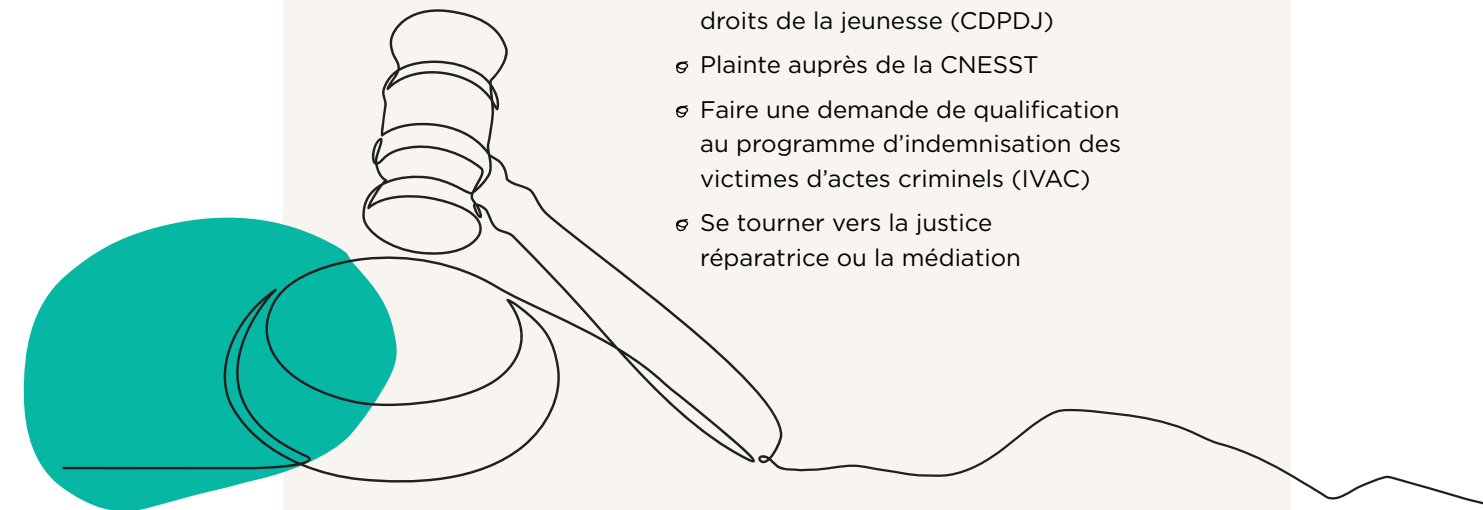 droits de la jeunesse (CDPDJ)
Plainte auprès de la CNESST
Faire une demande de qualification
au programme d’indemnisation des
victimes d’actes criminels (IVAC)
Se tourner vers la justice
réparatrice ou la médiation